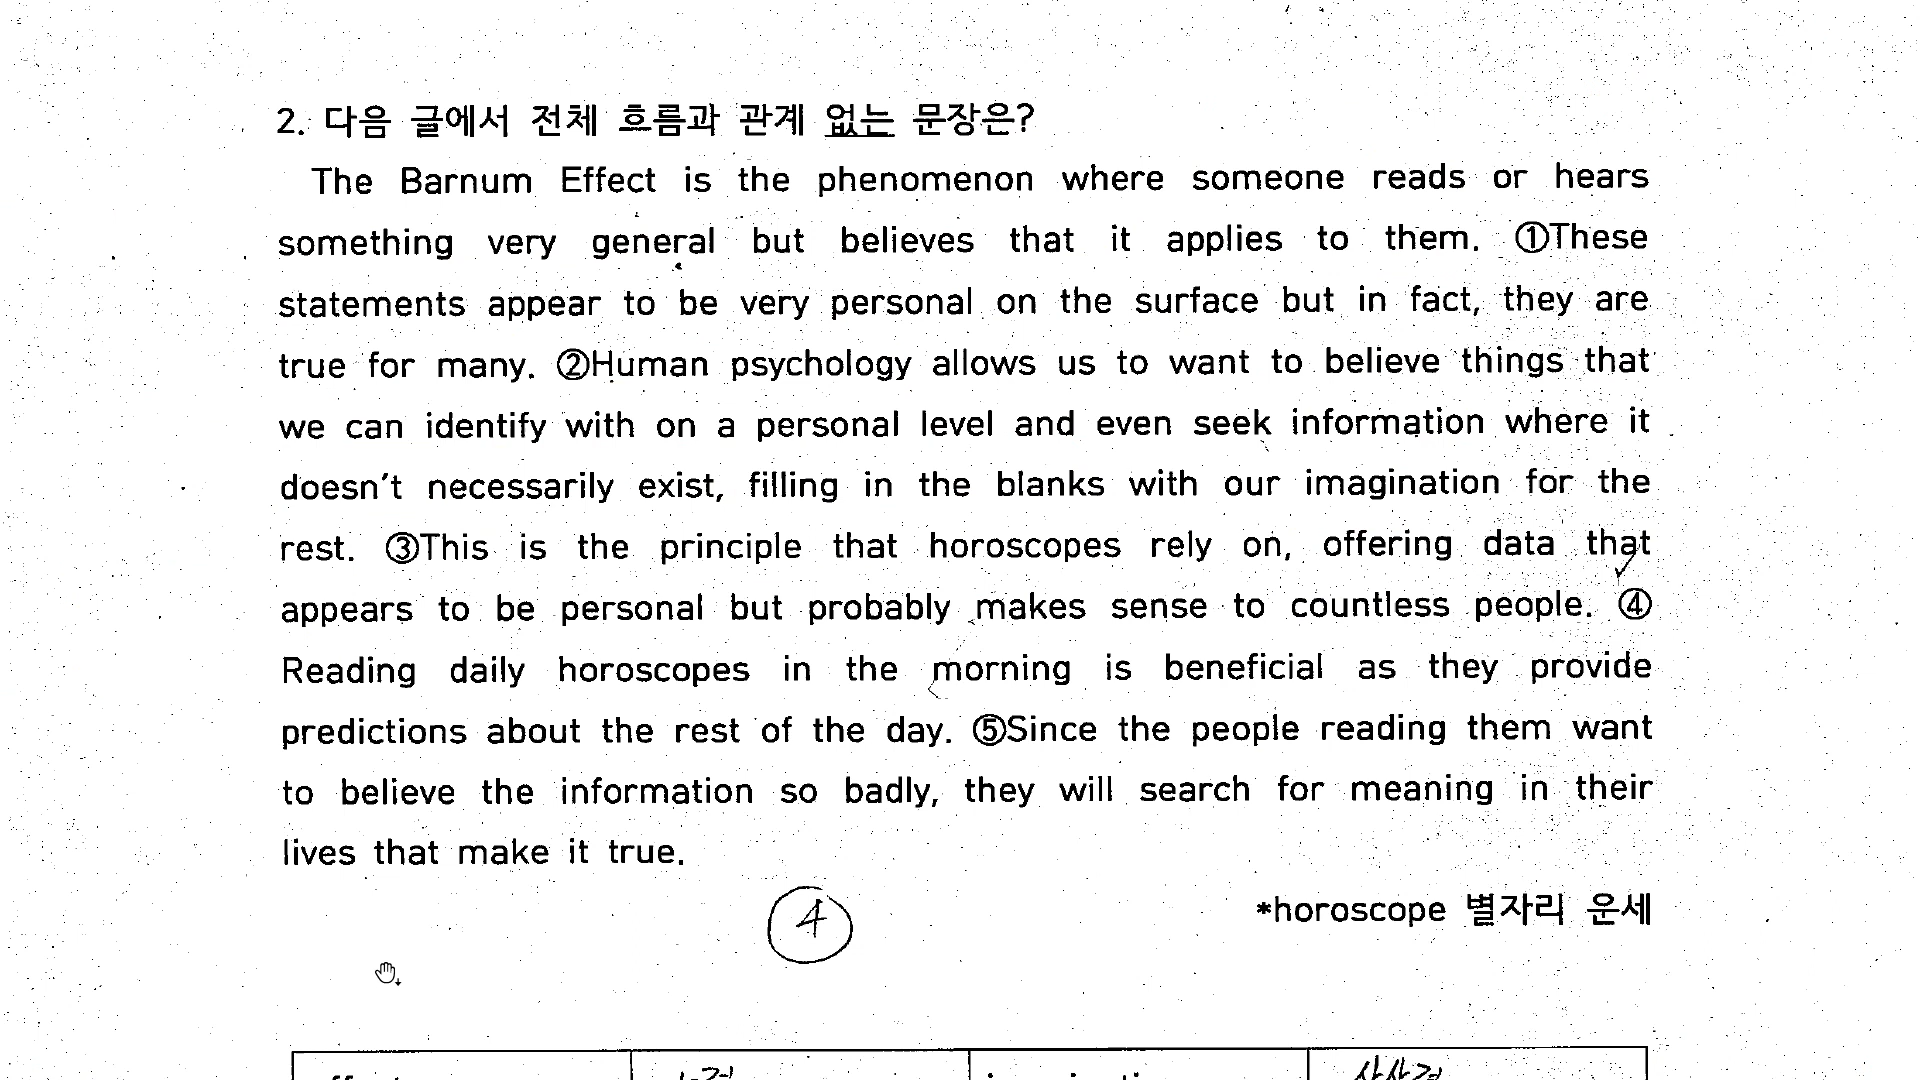 2. 다음 글에서 전체 흐름과 관계 없는 문장은?
The Barnum Effect is the phenomenon where someone reads or hears
something very general but believes that it applies to them. ①These
statements appear to be very personal on the surface but in fact, they are
true for many. ②Human psychology allows us to want to believe things that
we can identify with on a personal level and even seek information where it
doesn't necessarily exist, filling in the blanks with our imagination for the
rest. ③This is the principle that horoscopes rely on, offering data that
appears to be personal but probably makes sense to countless people. ④
Reading daily horoscopes in the morning is beneficial as they provide
predictions about the rest of the day. ⑤Since the people reading them want
to believe the information so badly, they will search for meaning in their
lives that make it true.
*horoscope 별자리 운세
4